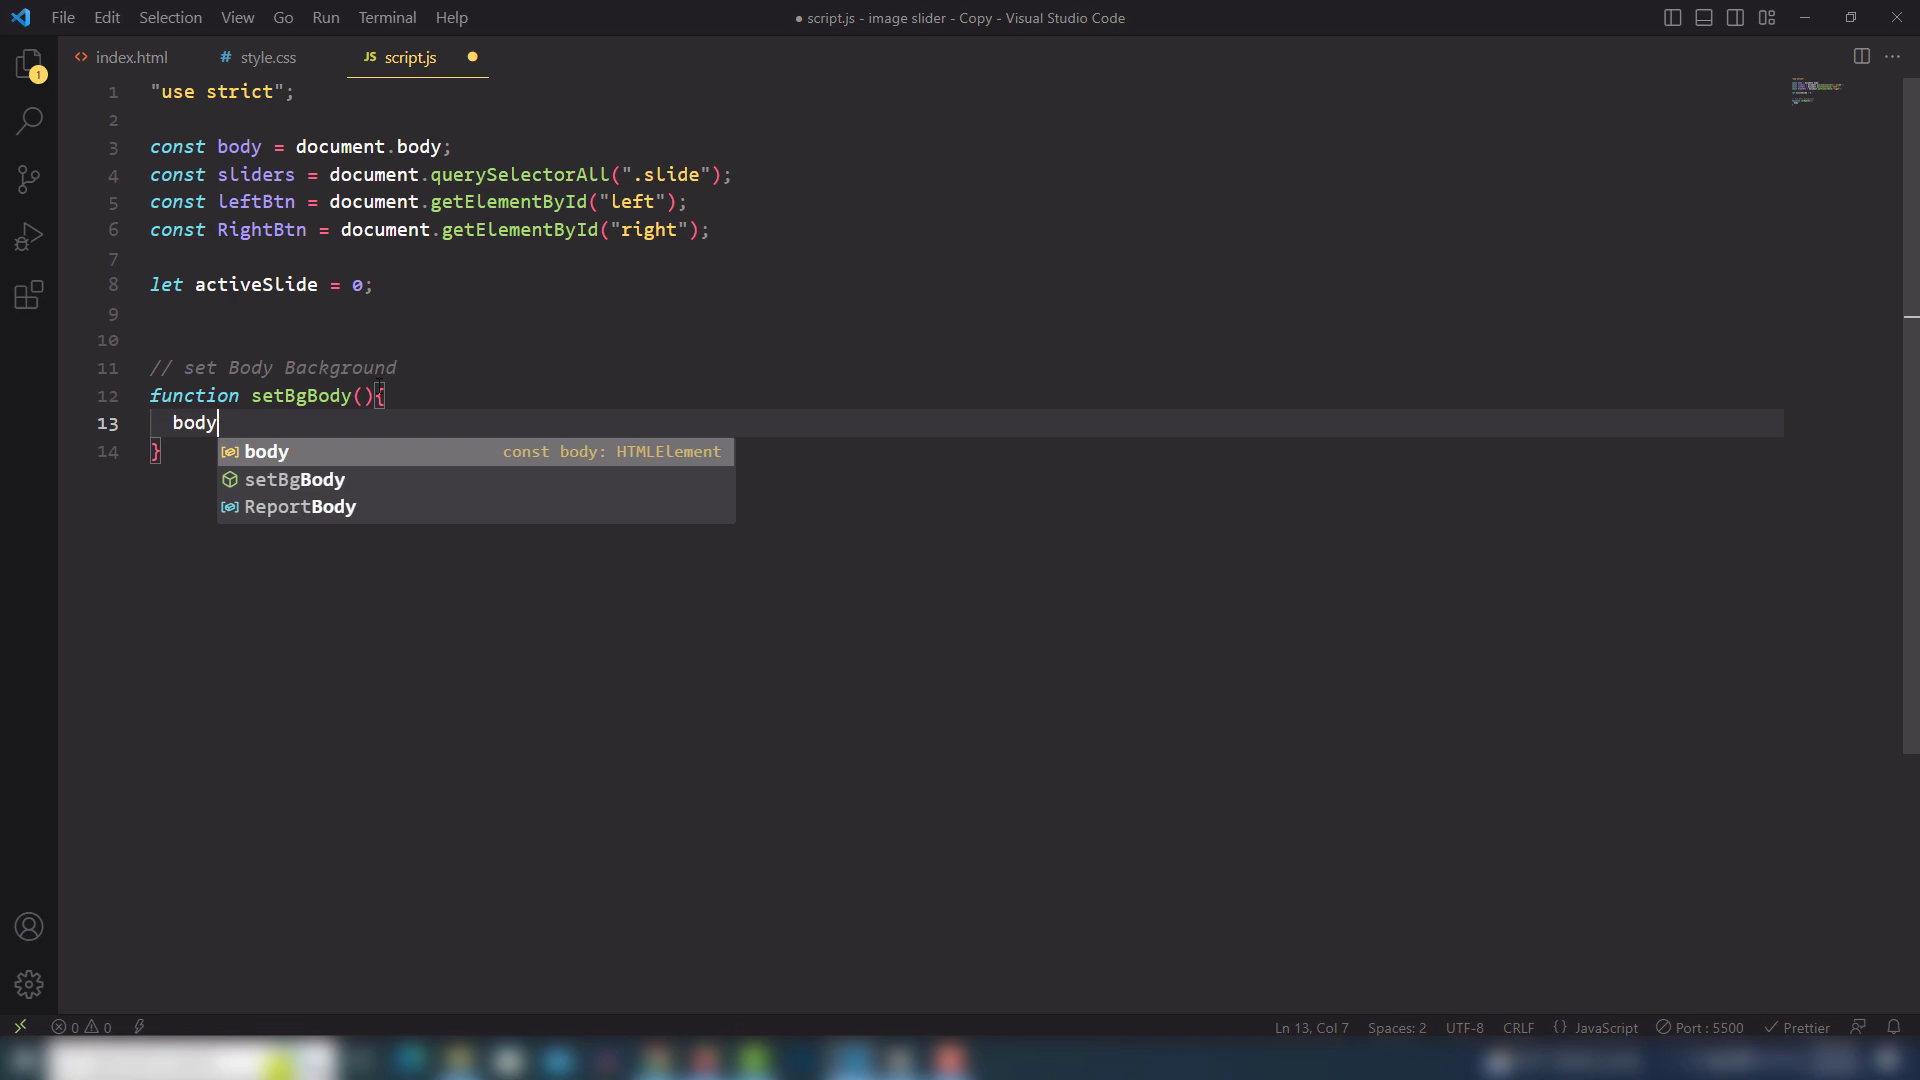 File Edit Selection View Go Run Terminal Help
● script.js - image slider - Copy - Visual Studio Code
1
<> index.html
# style.css
JS script.js
1 "use strict";
2
3 const body = document.body;
4 const sliders = document.querySelectorAll(".slide");
5 const leftBtn = document.getElementById("left");
6 const RightBtn = document.getElementById("right");
7
8 let activeSlide = 0;
9
10
11 // set Body Background
12 function setBgBody(){
13 body
14 }
body const body: HTMLElement
setBgBody
ReportBody
0 0
Ln 13, Col 7 Spaces: 2 UTF-8 CRLF {} JavaScript Port : 5500 Prettier